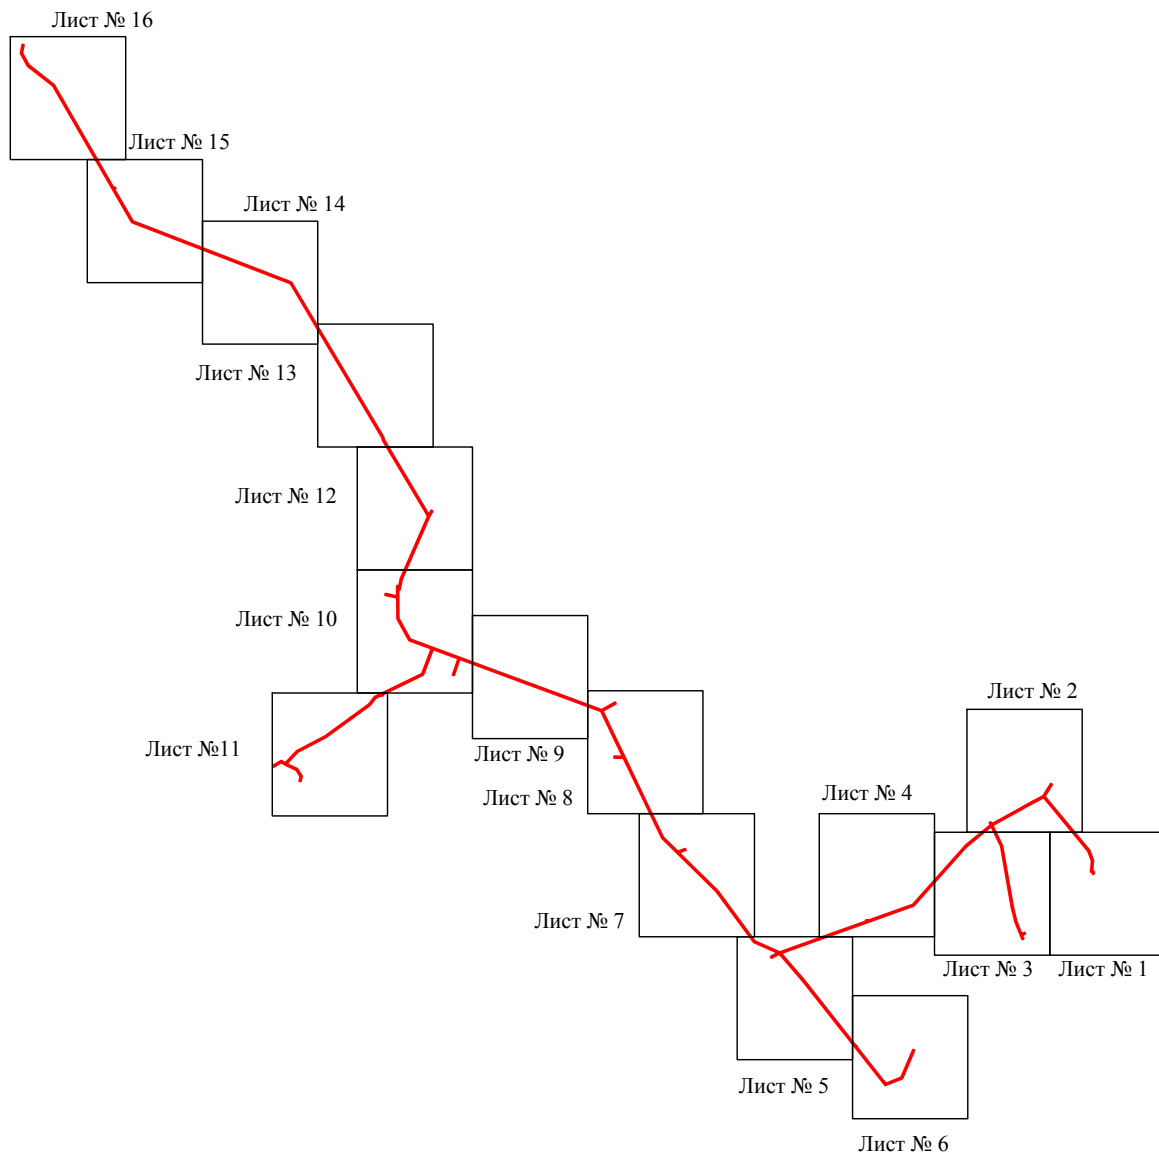 Лист № 16
Лист № 15
Лист № 14
Лист № 13
Лист № 12
Лист № 10
Лист № 2
Лист №11
Лист № 9
Лист № 8
Лист № 4
Лист № 7
Лист № 3
Лист № 1
Лист № 5
Лист № 6